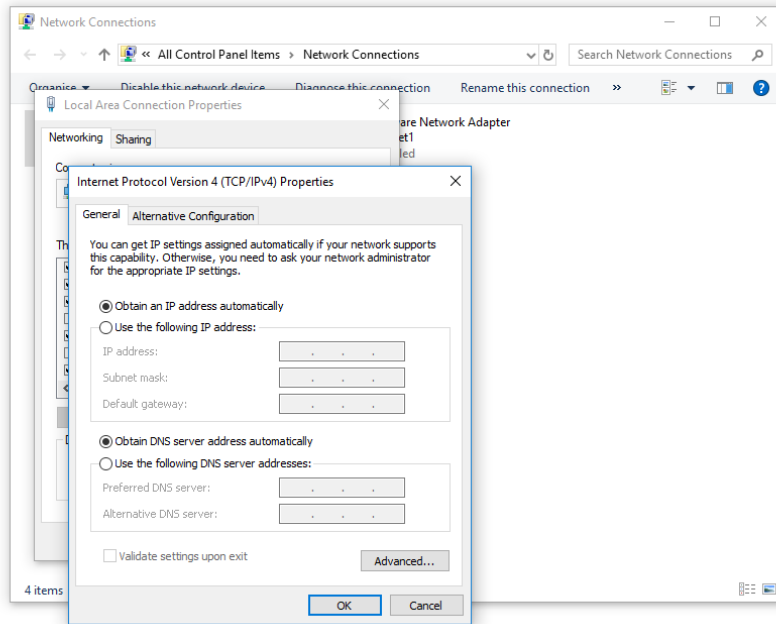 Network Connections
« All Control Panel Items > Network Connections
Search Network Connections
Organise Disable this network device Diagnose this connection Rename this connection »
Local Area Connection Properties
are Network Adapter
et1
led
Networking Sharing
Internet Protocol Version 4 (TCP/IPv4) Properties
General Alternative Configuration
You can get IP settings assigned automatically if your network supports
this capability. Otherwise, you need to ask your network administrator
for the appropriate IP settings.
Obtain an IP address automatically
Use the following IP address:
IP address:
Subnet mask:
Default gateway:
Obtain DNS server address automatically
Use the following DNS server addresses:
Preferred DNS server:
Alternative DNS server:
Validate settings upon exit
Advanced...
4 items
OK Cancel